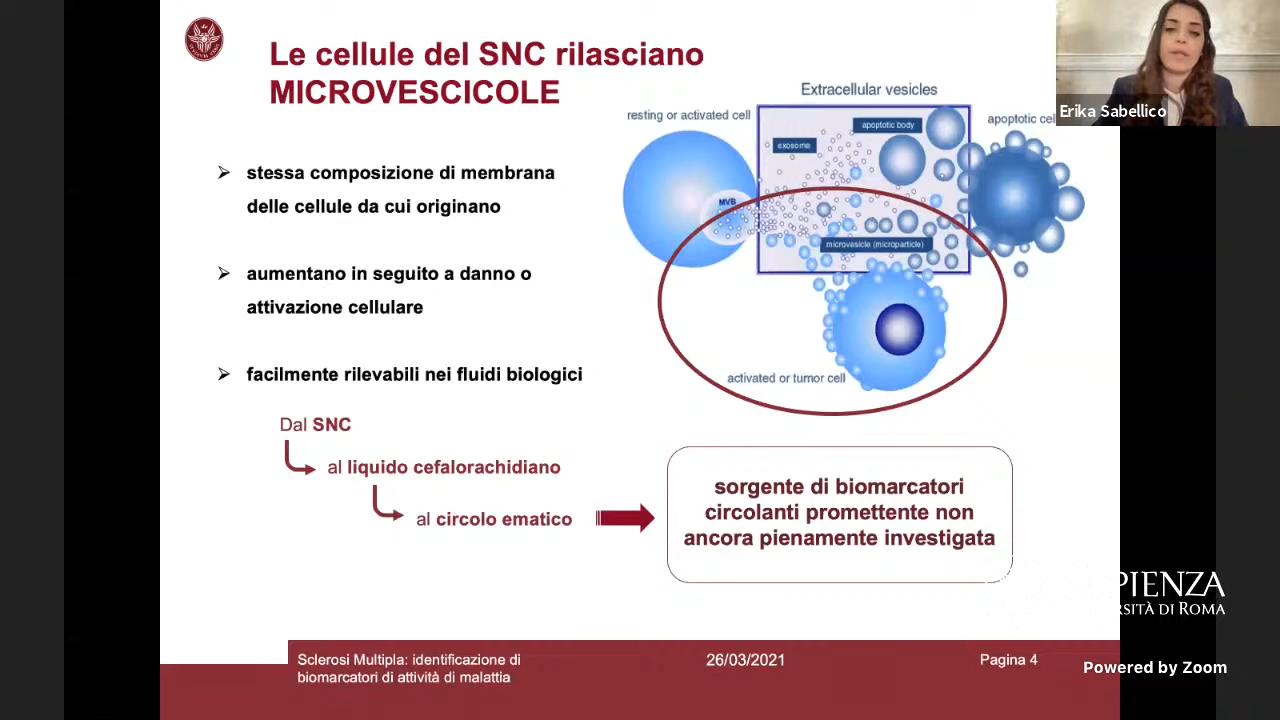 Le cellule del SNC rilasciano
MICROVESCICOLE
Extracellular vesicles
resting or activated cell
apoptotic body
exosome
MVB
microvesicle (microparticle)
activated or tumor cell
apoptotic
Erika Sabellico
➢ stessa composizione di membrana
delle cellule da cui originano
➢ aumentano in seguito a danno o
attivazione cellulare
➢ facilmente rilevabili nei fluidi biologici
Dal SNC
al liquido cefalorachidiano
al circolo ematico
sorgente di biomarcatori
circolanti promettente non
ancora pienamente investigata
PIENZA
RSITÀ DI ROMA
Sclerosi Multipla: identificazione di
biomarcatori di attività di malattia
26/03/2021
Pagina 4
Powered by Zoom